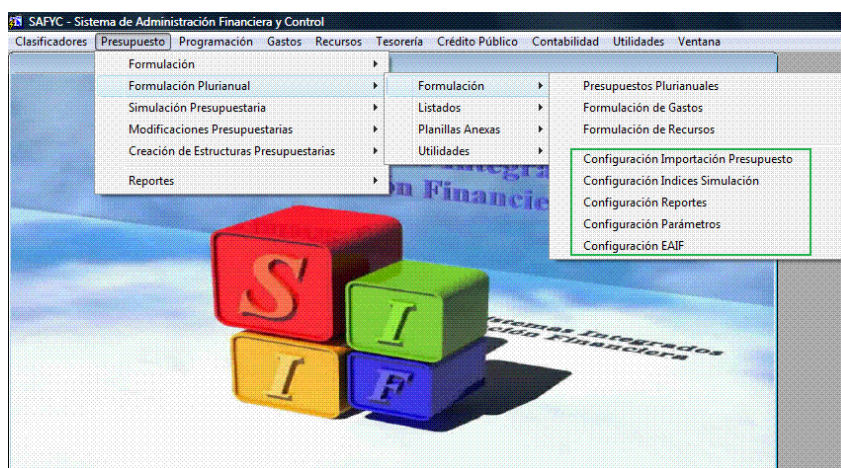 SAFYC - Sistema de Administración Financiera y Control
Clasificadores Presupuesto Programación Gastos Recursos Tesorería Crédito Público Contabilidad Utilidades Ventana
Formulación
Formulación Plurianual
Simulación Presupuestaria
Modificaciones Presupuestarias
Creación de Estructuras Presupuestarias
Reportes
Formulación
Listados
Planillas Anexas
Utilidades
Presupuestos Plurianuales
Formulación de Gastos
Formulación de Recursos
Configuración Importación Presupuesto
Configuración Indices Simulación
Configuración Reportes
Configuración Parámetros
Configuración EAIF
S
I
I
F